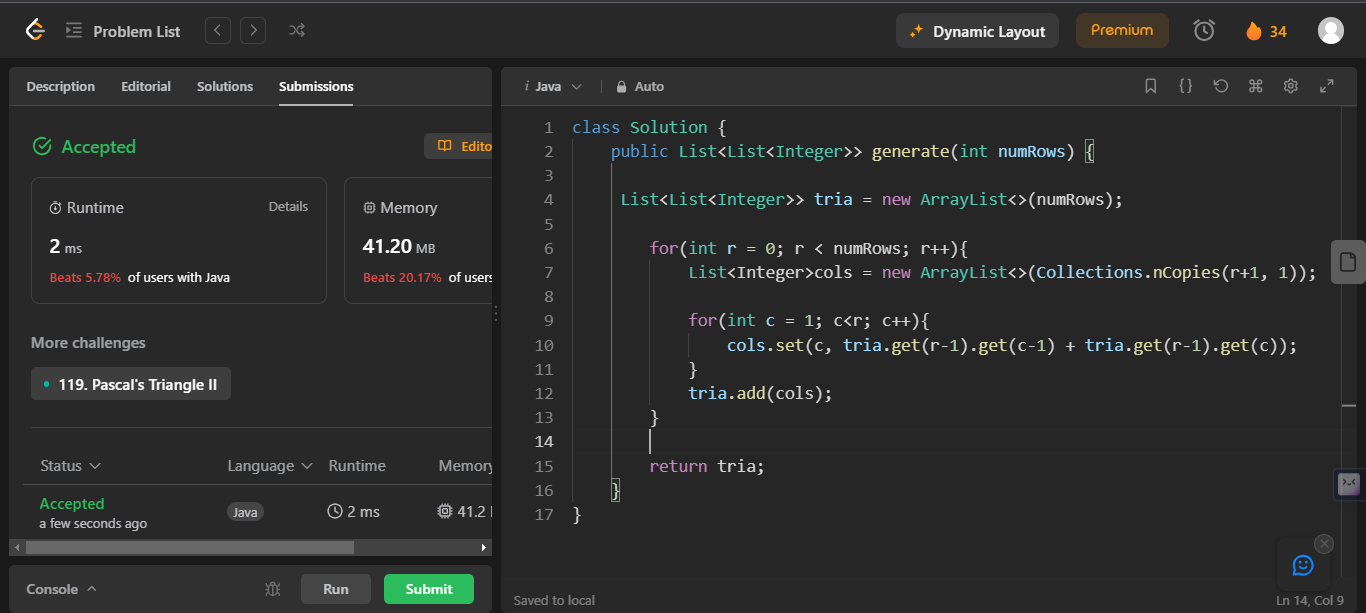 Problem List
Dynamic Layout
Premium
34
Description Editorial Solutions Submissions
Accepted
Edito
Runtime
Details
2 ms
Beats 5.78% of users with Java
Memory
41.20 MB
Beats 20.17% of users
More challenges
119. Pascal's Triangle II
Status Language Runtime Memory
Accepted
a few seconds ago
Java
2 ms
41.2
Console
Run
Submit
i Java
Auto
1 class Solution {
2 public List<List<Integer>> generate(int numRows) {
3
4 List<List<Integer>> tria = new ArrayList<>(numRows);
5
6 for(int r = 0; r < numRows; r++){
7 List<Integer>cols = new ArrayList<>(Collections.nCopies(r+1, 1));
8
9 for(int c = 1; c<r; c++){
10 cols.set(c, tria.get(r-1).get(c-1) + tria.get(r-1).get(c));
11 }
12 tria.add(cols);
13 }
14
15 return tria;
16 }
17 }
Saved to local
Ln 14, Col 9